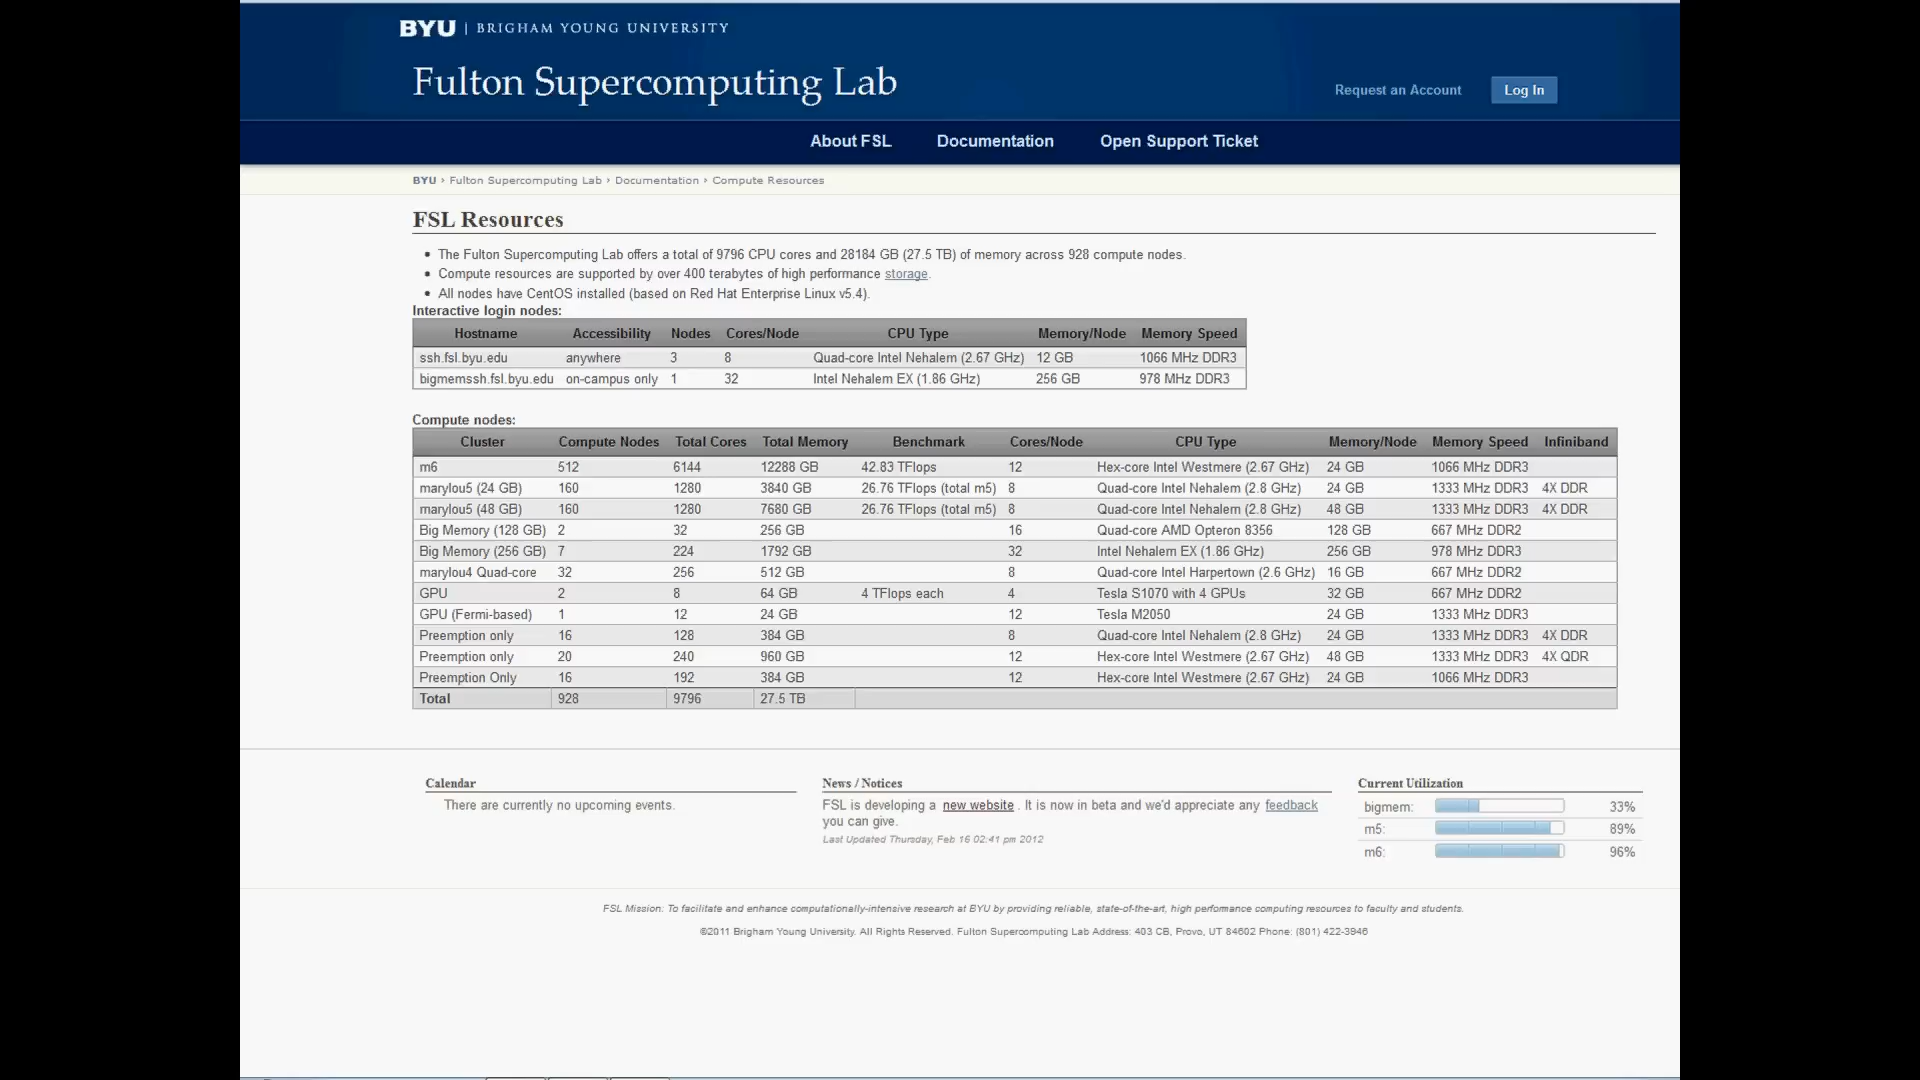 BYU | BRIGHAM YOUNG UNIVERSITY
Fulton Supercomputing Lab
Request an Account Log In
About FSL Documentation Open Support Ticket
BYU › Fulton Supercomputing Lab › Documentation › Compute Resources
FSL Resources
• The Fulton Supercomputing Lab offers a total of 9796 CPU cores and 28184 GB (27.5 TB) of memory across 928 compute nodes.
• Compute resources are supported by over 400 terabytes of high performance storage.
• All nodes have CentOS installed (based on Red Hat Enterprise Linux v5.4).
Interactive login nodes:
Hostname Accessibility Nodes Cores/Node CPU Type Memory/Node Memory Speed
ssh.fsl.byu.edu anywhere 3 8 Quad-core Intel Nehalem (2.67 GHz) 12 GB 1066 MHz DDR3
bigmemssh.fsl.byu.edu on-campus only 1 32 Intel Nehalem EX (1.86 GHz) 256 GB 978 MHz DDR3
Compute nodes:
Cluster Compute Nodes Total Cores Total Memory Benchmark Cores/Node CPU Type Memory/Node Memory Speed Infiniband
m6 512 6144 12288 GB 42.83 TFlops 12 Hex-core Intel Westmere (2.67 GHz) 24 GB 1066 MHz DDR3
marylou5 (24 GB) 160 1280 3840 GB 26.76 TFlops (total m5) 8 Quad-core Intel Nehalem (2.8 GHz) 24 GB 1333 MHz DDR3 4X DDR
marylou5 (48 GB) 160 1280 7680 GB 26.76 TFlops (total m5) 8 Quad-core Intel Nehalem (2.8 GHz) 48 GB 1333 MHz DDR3 4X DDR
Big Memory (128 GB) 2 32 256 GB 16 Quad-core AMD Opteron 8356 128 GB 667 MHz DDR2
Big Memory (256 GB) 7 224 1792 GB 32 Intel Nehalem EX (1.86 GHz) 256 GB 978 MHz DDR3
marylou4 Quad-core 32 256 512 GB 8 Quad-core Intel Harpertown (2.6 GHz) 16 GB 667 MHz DDR2
GPU 2 8 64 GB 4 TFlops each 4 Tesla S1070 with 4 GPUs 32 GB 667 MHz DDR2
GPU (Fermi-based) 1 12 24 GB 12 Tesla M2050 24 GB 1333 MHz DDR3
Preemption only 16 128 384 GB 8 Quad-core Intel Nehalem (2.8 GHz) 24 GB 1333 MHz DDR3 4X DDR
Preemption only 20 240 960 GB 12 Hex-core Intel Westmere (2.67 GHz) 48 GB 1333 MHz DDR3 4X QDR
Preemption Only 16 192 384 GB 12 Hex-core Intel Westmere (2.67 GHz) 24 GB 1066 MHz DDR3
Total 928 9796 27.5 TB
Calendar
There are currently no upcoming events.
News / Notices
FSL is developing a new website . It is now in beta and we'd appreciate any feedback
you can give.
Last Updated Thursday, Feb 16 02:41 pm 2012
Current Utilization
bigmem: 33%
m5: 89%
m6: 96%
FSL Mission: To facilitate and enhance computationally-intensive research at BYU by providing reliable, state-of-the-art, high performance computing resources to faculty and students.
©2011 Brigham Young University. All Rights Reserved. Fulton Supercomputing Lab Address: 403 CB, Provo, UT 84602 Phone: (801) 422-3946